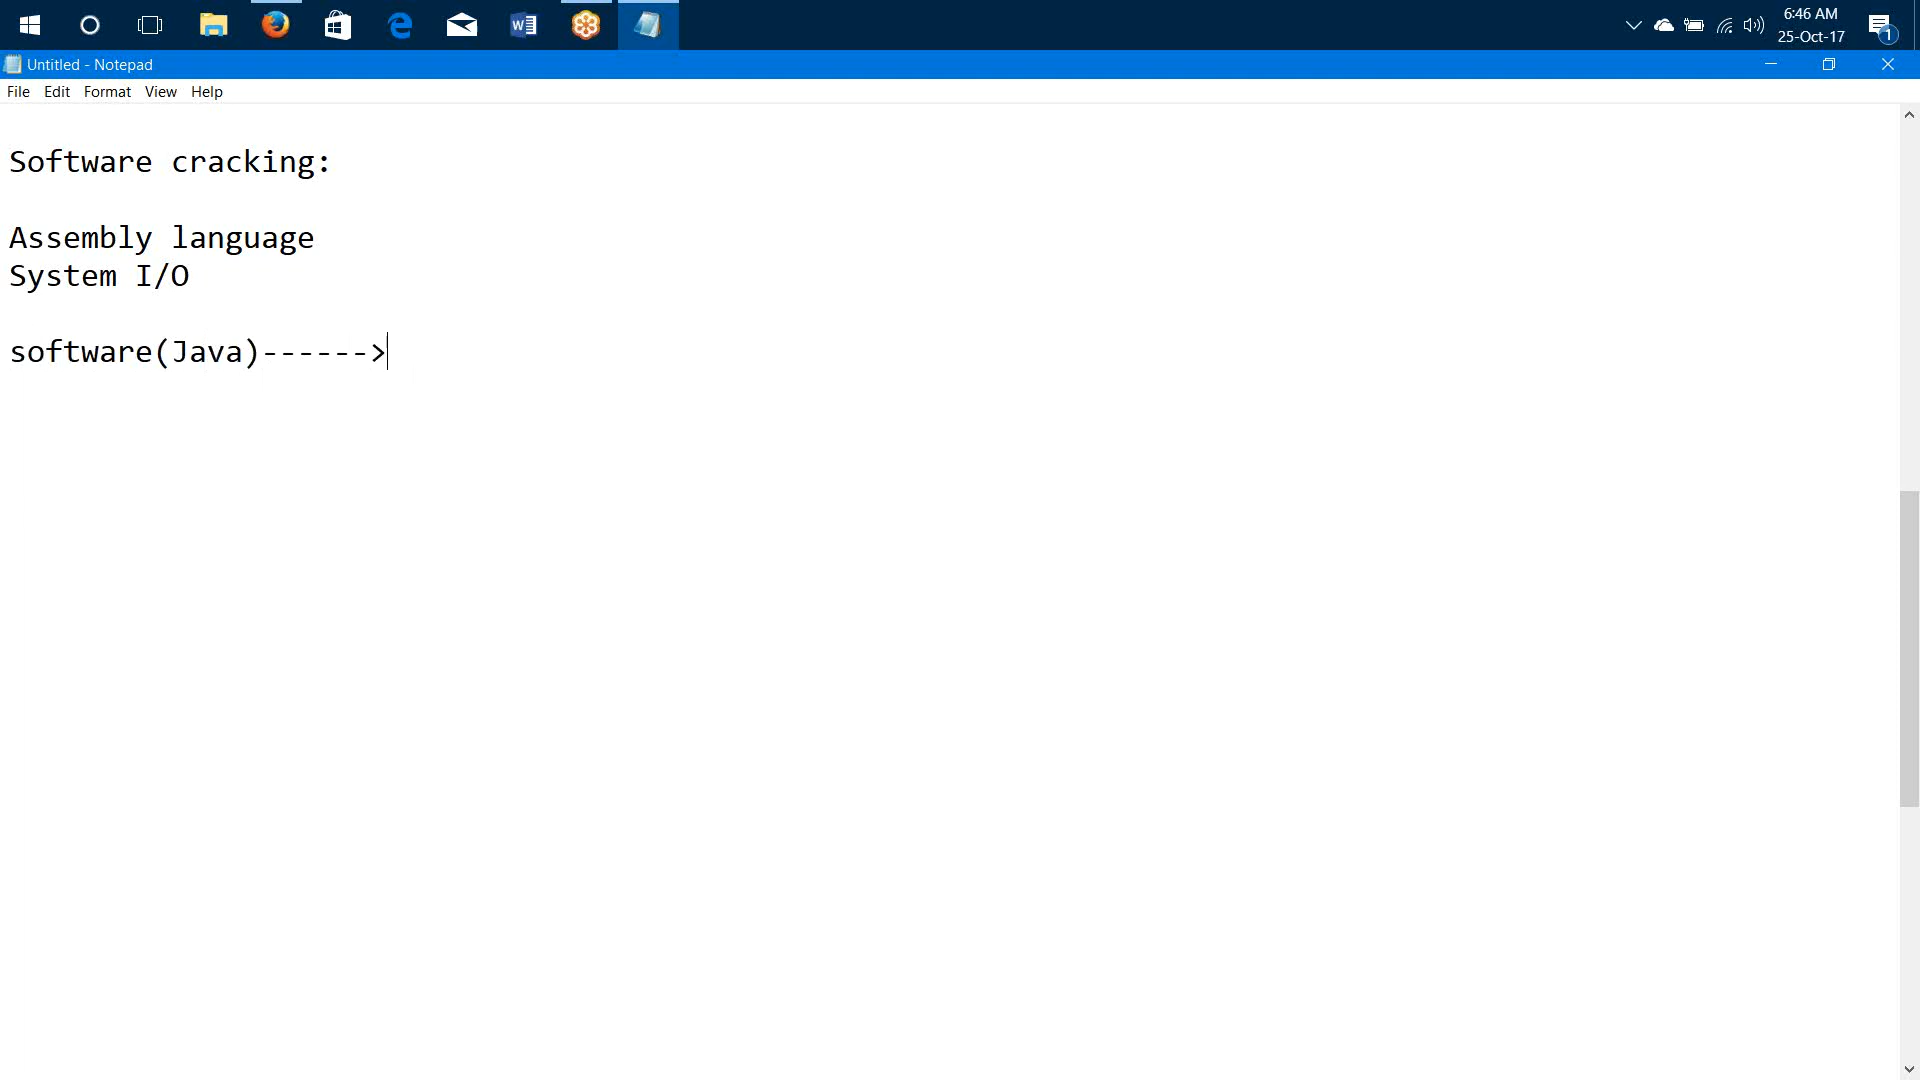 6:46 AM
25-Oct-17
1
Untitled - Notepad
File Edit Format View Help
Software cracking:
Assembly language
System I/O
software(Java)------>